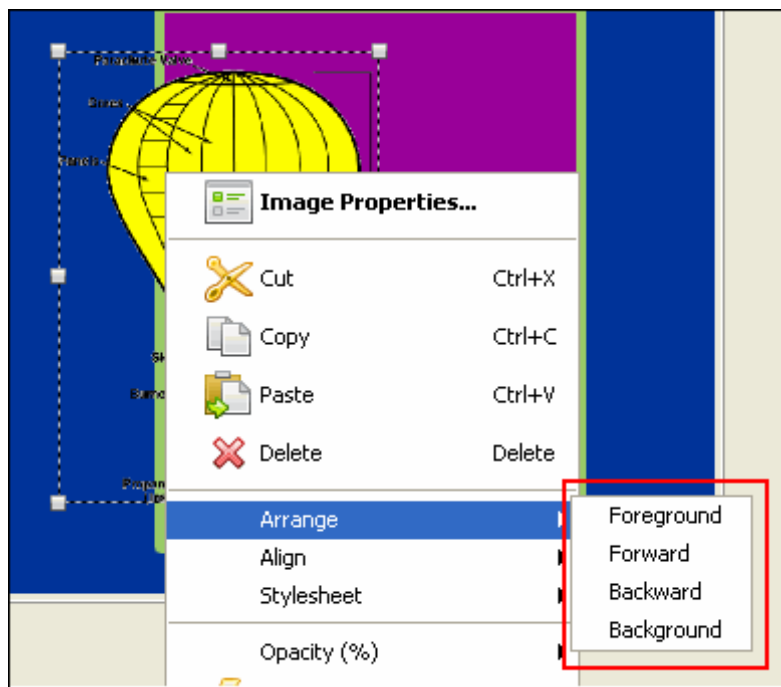 Image Properties...
Cut Ctrl+X
Copy Ctrl+C
Paste Ctrl+V
Delete Delete
Arrange
Foreground
Forward
Backward
Background
Align
Stylesheet
Opacity (%)